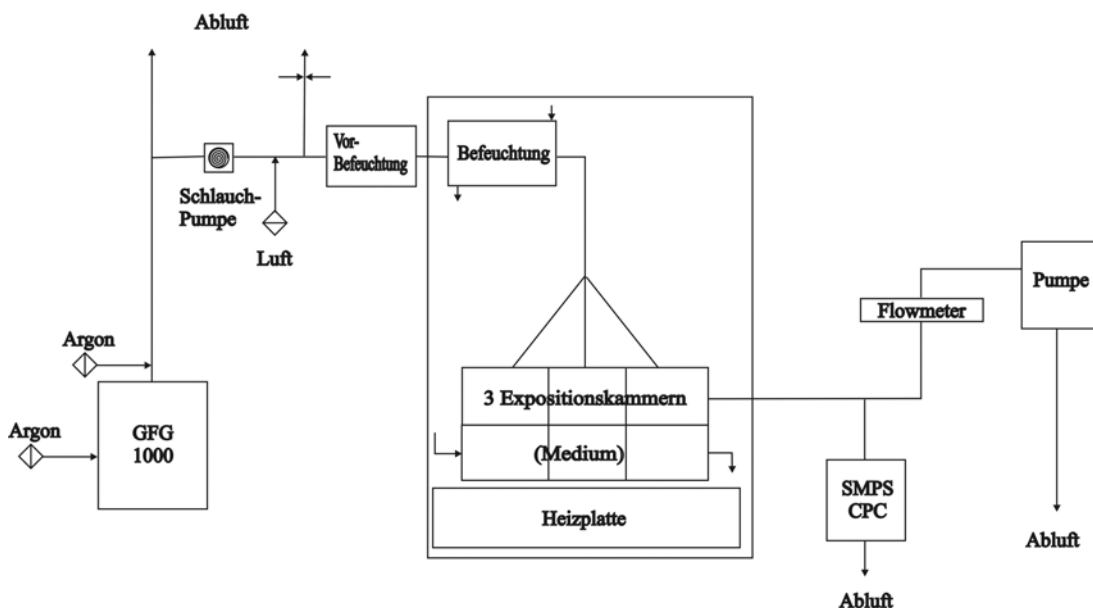 Abluft
Vor-
Befeuchtung
Befeuchtung
Schlauch-
Pumpe
Luft
Pumpe
Flowmeter
Argon
3 Expositionskammern
Argon
GFG
1000
(Medium)
SMPS
CPC
Heizplatte
Abluft
Abluft